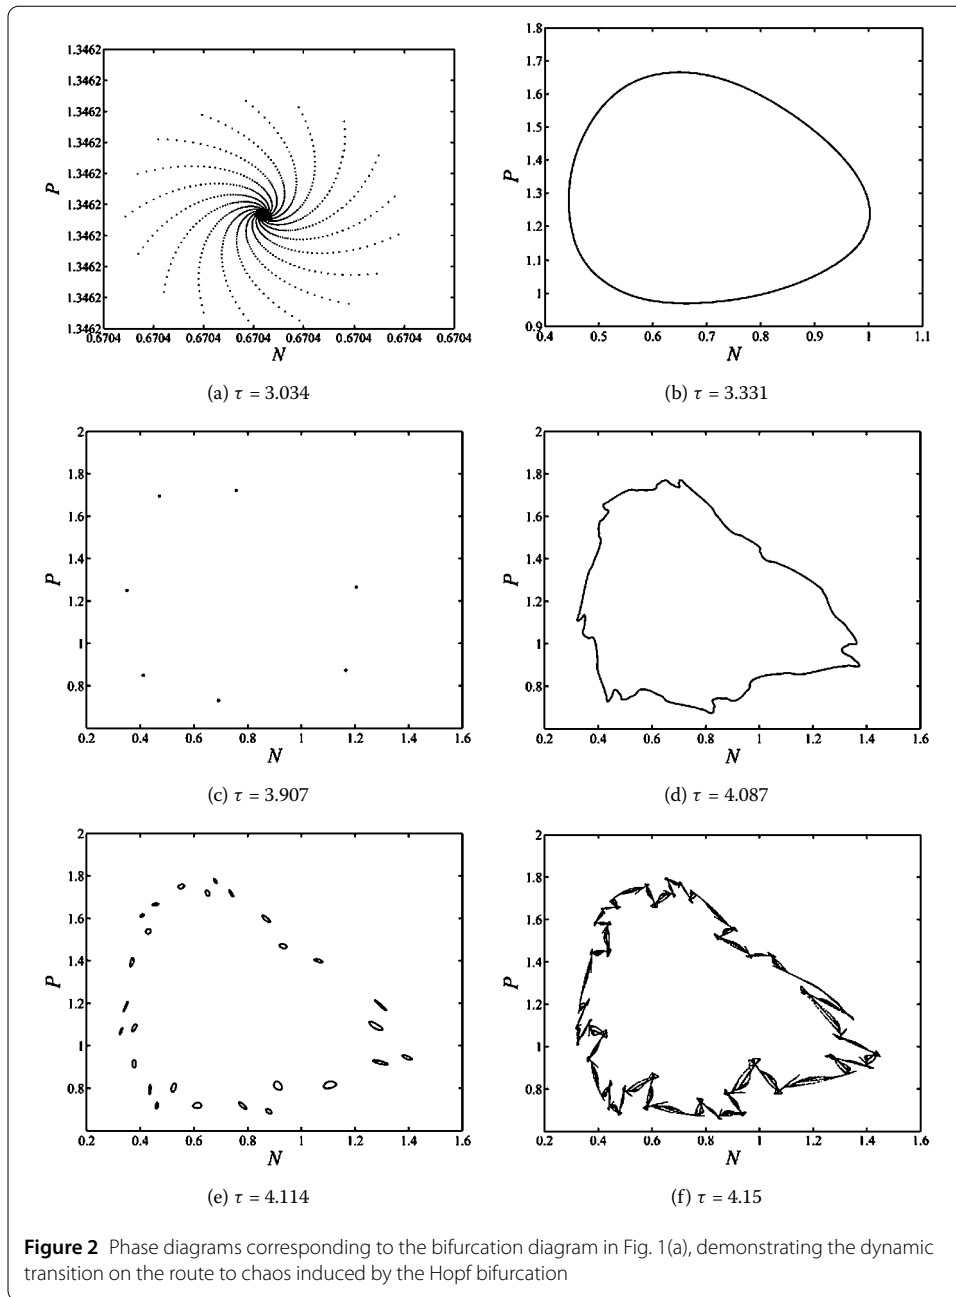 1.3462
1.3462
1.3462
1.3462
1.3462
1.3462
1.3462
1.3462
1.3462
1.3462
P
0.6704 0.6704 0.6704 0.6704 0.6704 0.6704 0.6704 0.6704
N
(a) τ = 3.034
1.8
1.7
1.6
1.5
1.4
1.3
1.2
1.1
1
0.9
P
0.4 0.5 0.6 0.7 0.8 0.9 1 1.1
N
(b) τ = 3.331
2
1.8
1.6
1.4
1.2
1
0.8
P
0.2 0.4 0.6 0.8 1 1.2 1.4 1.6
N
(c) τ = 3.907
2
1.8
1.6
1.4
1.2
1
0.8
P
0.2 0.4 0.6 0.8 1 1.2 1.4 1.6
N
(d) τ = 4.087
2
1.8
1.6
1.4
1.2
1
0.8
P
0.2 0.4 0.6 0.8 1 1.2 1.4 1.6
N
(e) τ = 4.114
2
1.8
1.6
1.4
1.2
1
0.8
P
0.2 0.4 0.6 0.8 1 1.2 1.4 1.6
N
(f) τ = 4.15
Figure 2 Phase diagrams corresponding to the bifurcation diagram in Fig. 1(a), demonstrating the dynamic
transition on the route to chaos induced by the Hopf bifurcation